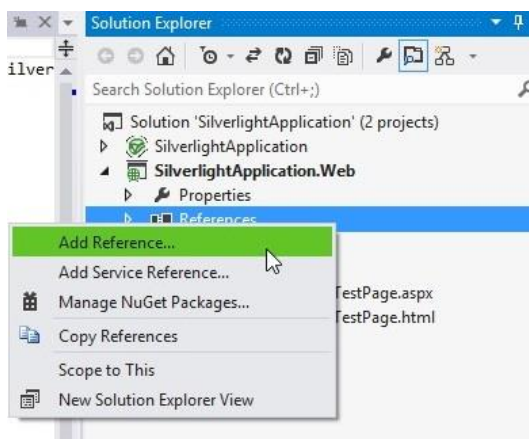 Solution Explorer
ilver
Search Solution Explorer (Ctrl+;)
Solution 'SilverlightApplication' (2 projects)
SilverlightApplication
SilverlightApplication.Web
Properties
References
Add Reference...
Add Service Reference...
TestPage.aspx
Manage NuGet Packages...
TestPage.html
Copy References
Scope to This
New Solution Explorer View